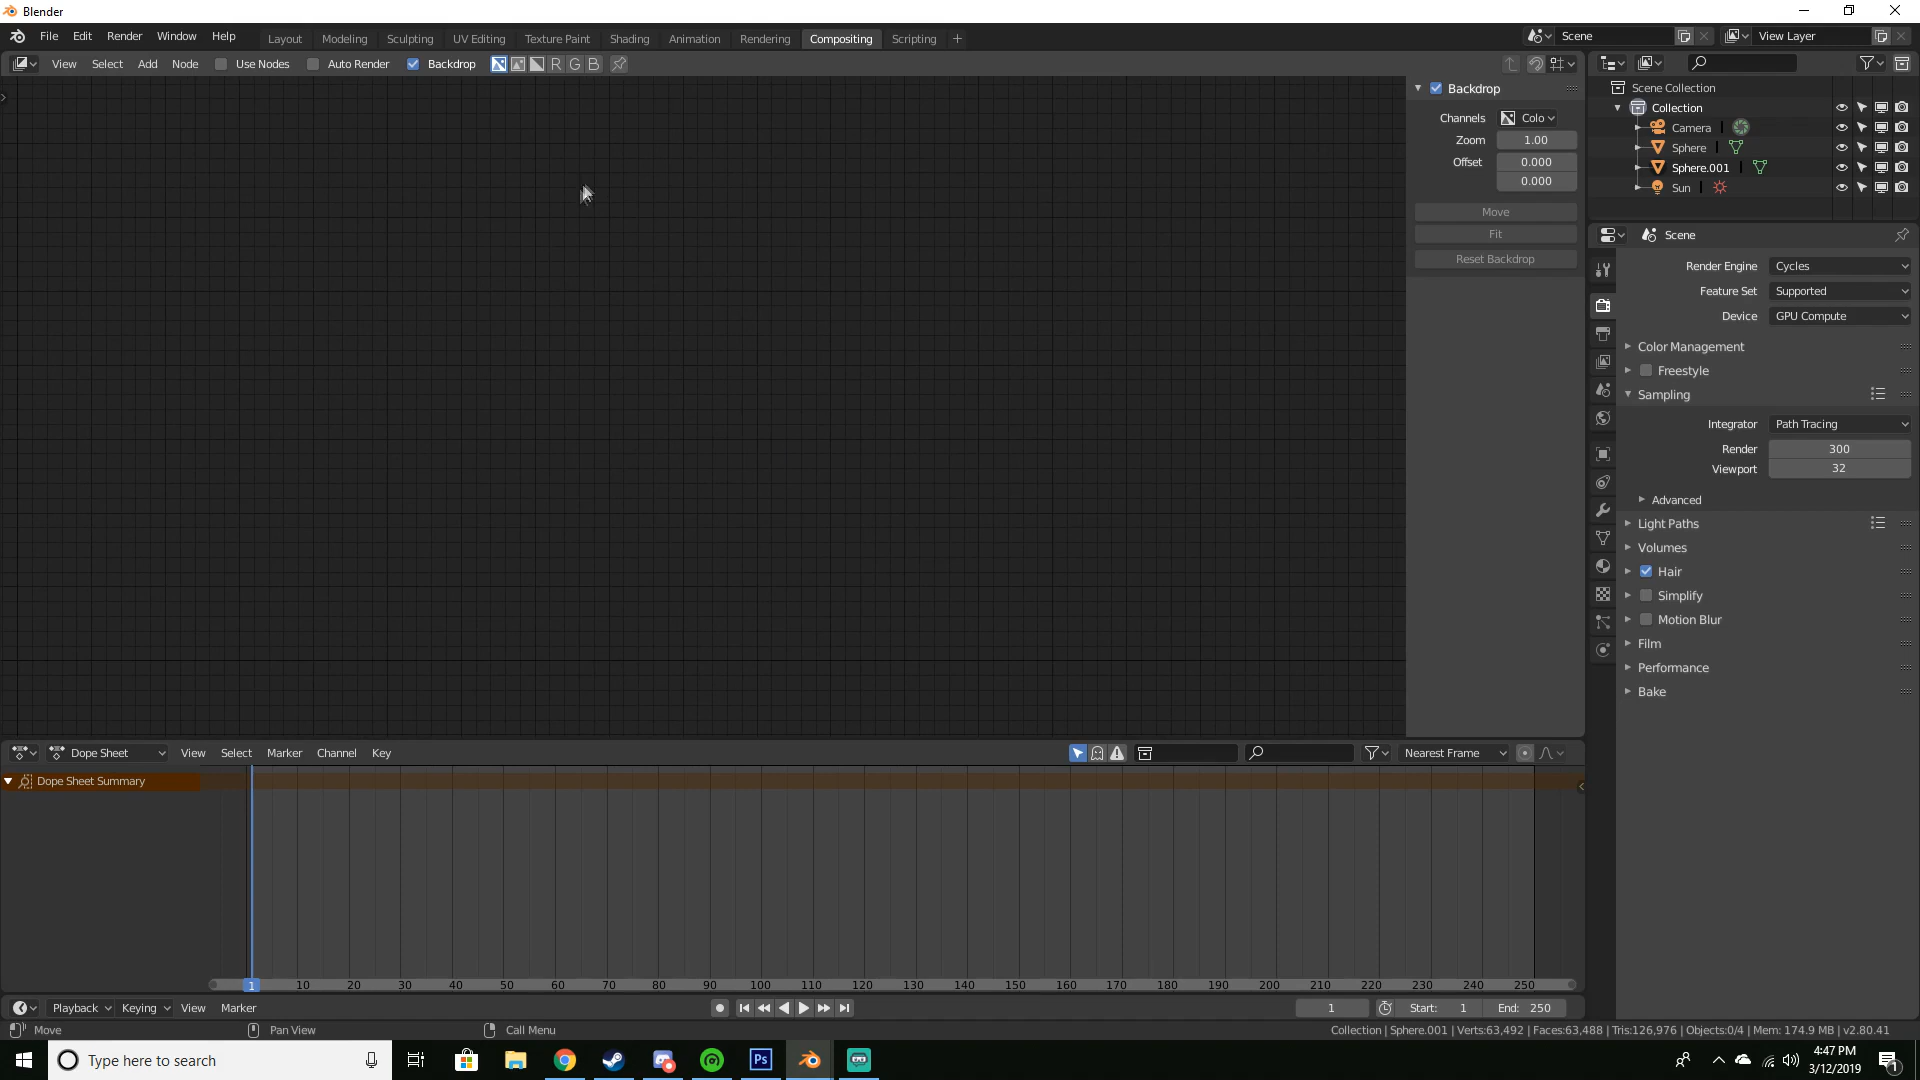 Blender
File Edit Render Window Help Layout Modeling Sculpting UV Editing Texture Paint Shading Animation Rendering Compositing Scripting + Scene View Layer
View Select Add Node Use Nodes Auto Render Backdrop R G B
Backdrop
Channels Colo
Zoom 1.00
Offset 0.000
0.000
Move
Fit
Reset Backdrop
Scene Collection
Collection
Camera
Sphere
Sphere.001
Sun
Scene
Render Engine Cycles
Feature Set Supported
Device GPU Compute
Color Management
Freestyle
Sampling
Integrator Path Tracing
Render 300
Viewport 32
Advanced
Light Paths
Volumes
Hair
Simplify
Motion Blur
Film
Performance
Bake
Dope Sheet View Select Marker Channel Key Nearest Frame
Dope Sheet Summary
1 10 20 30 40 50 60 70 80 90 100 110 120 130 140 150 160 170 180 190 200 210 220 230 240 250
Playback Keying View Marker 1 Start: 1 End: 250
Move Pan View Call Menu Collection | Sphere.001 | Verts:63,492 | Faces:63,488 | Tris:126,976 | Objects:0/4 | Mem: 174.9 MB | v2.80.41
Type here to search Ps 4:47 PM
3/12/2019 1